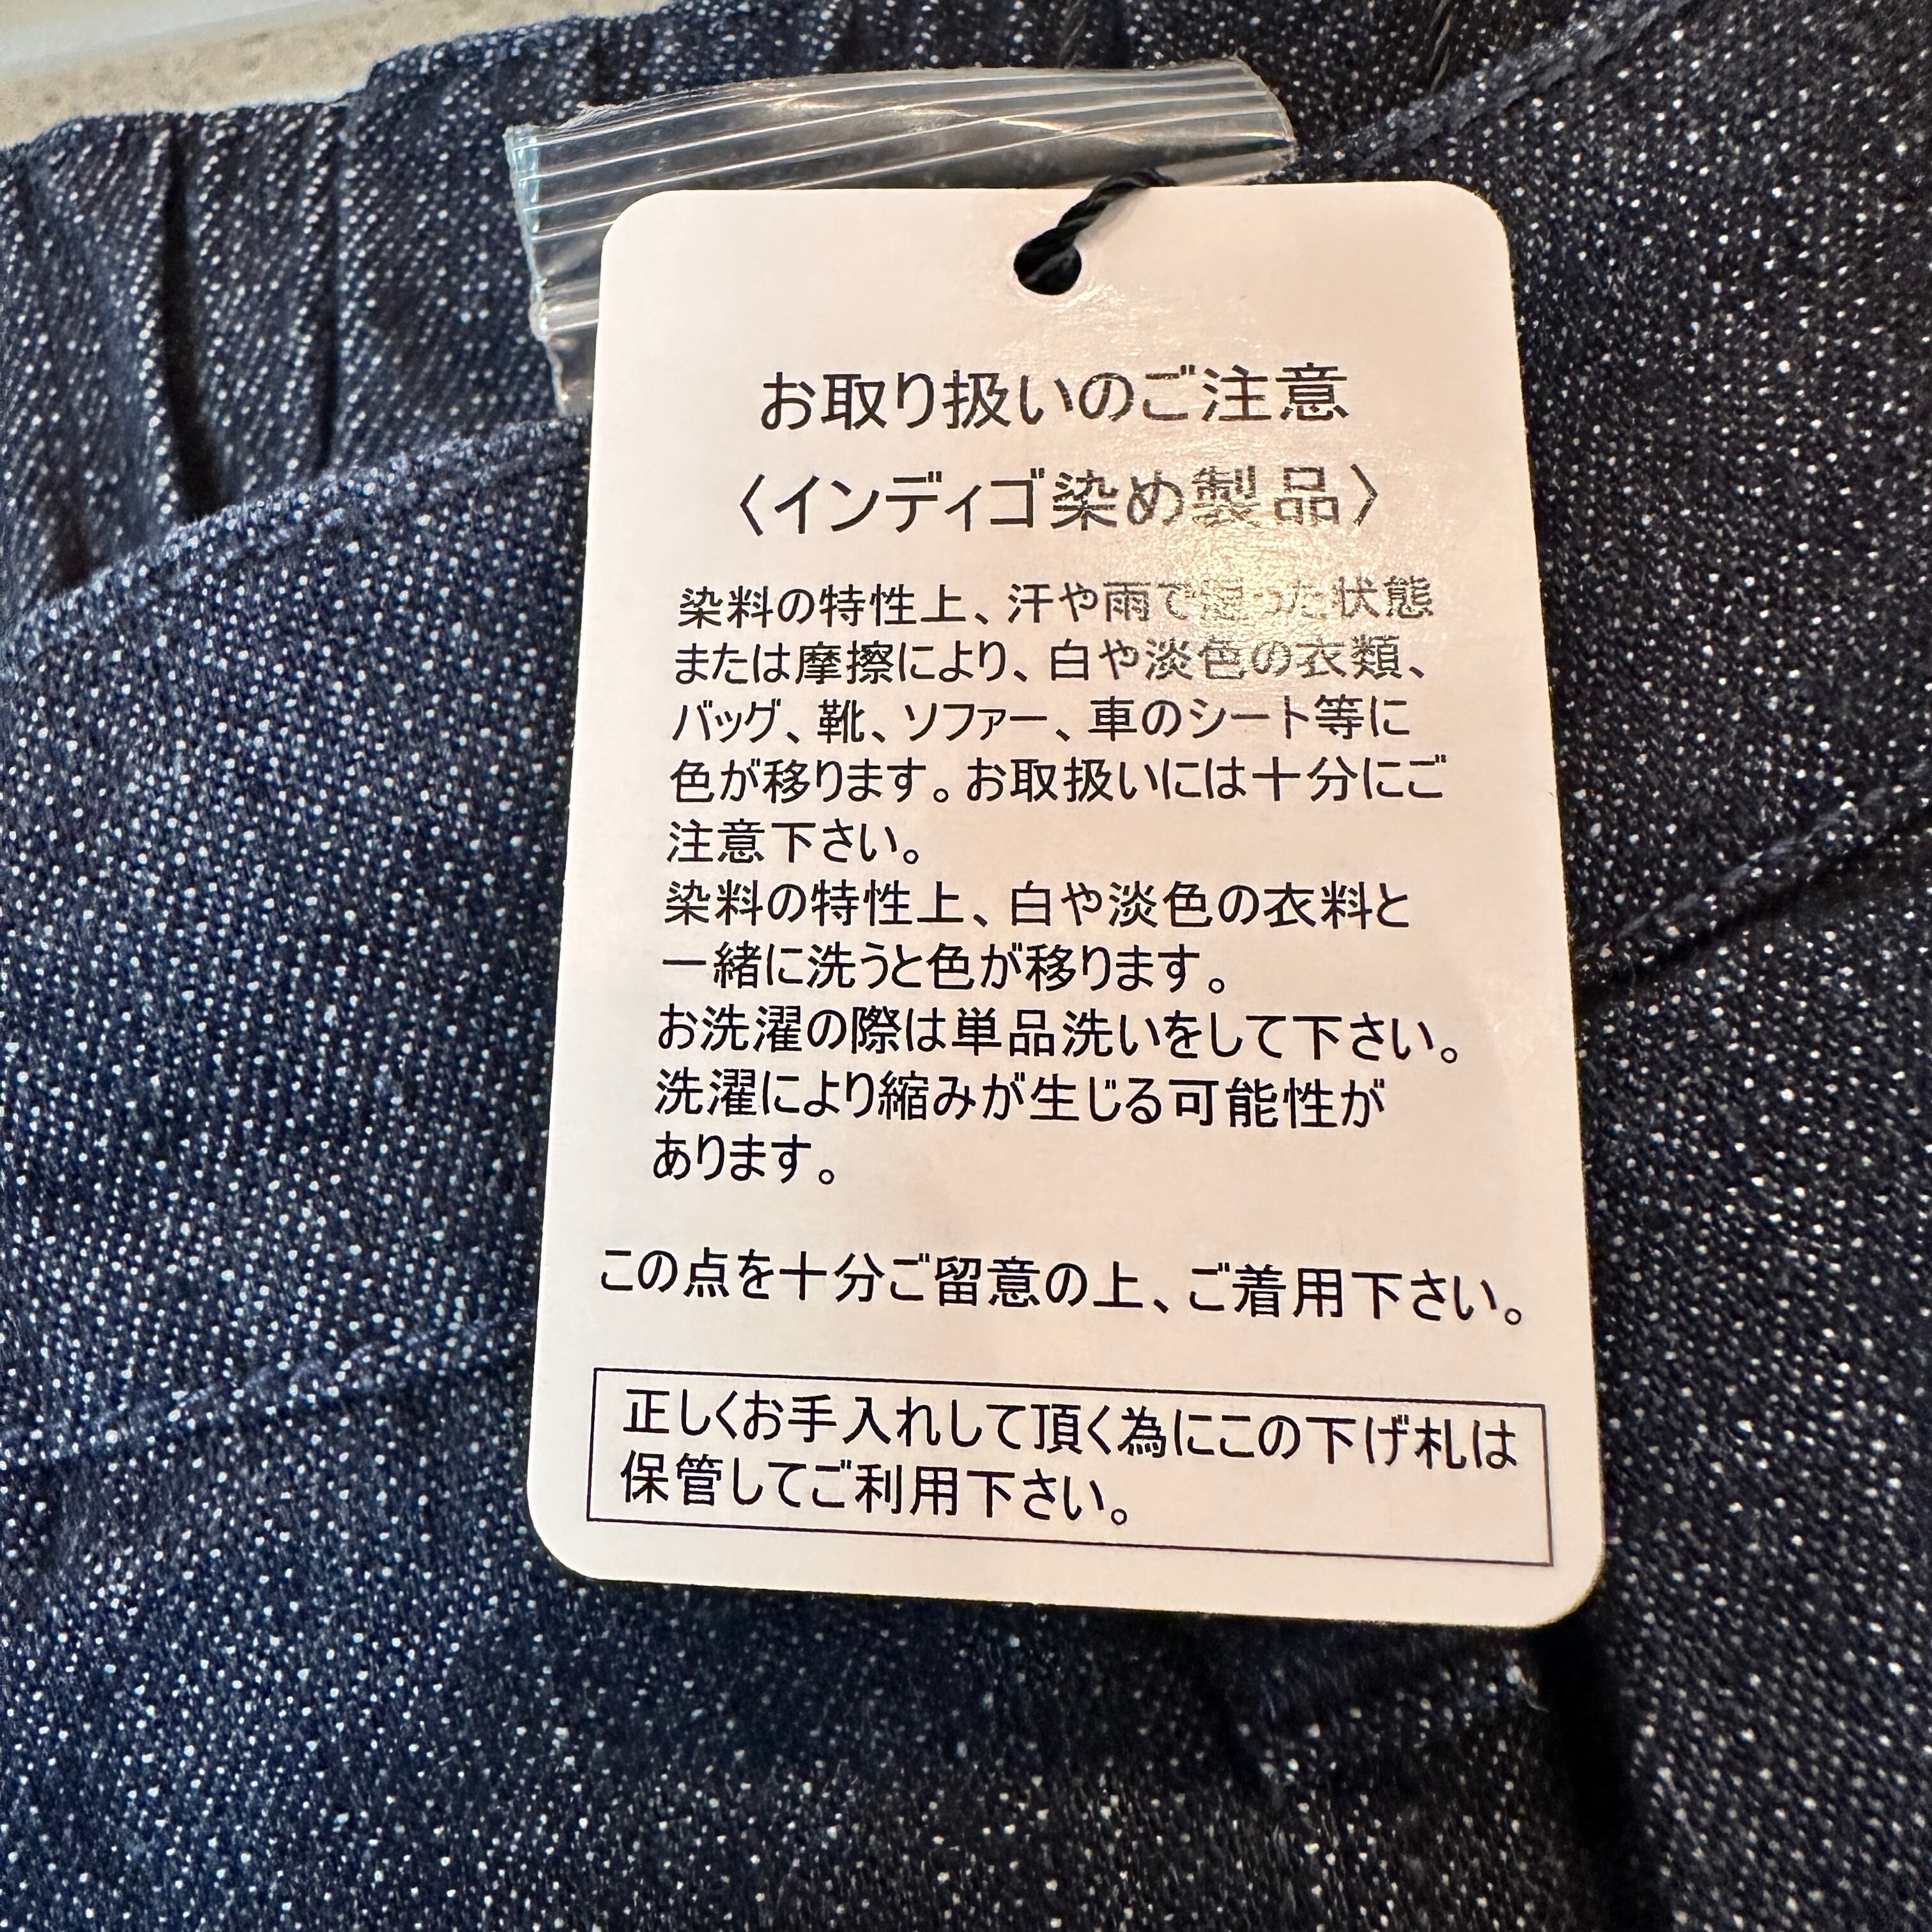 お取り扱いのご注意
〈インディゴ染め製品〉
染料の特性上、汗や雨で湿った状態
または摩擦により、白や淡色の衣類、
バッグ、靴、ソファー、車のシート等に
色が移ります。お取扱いには十分にご
注意下さい。
染料の特性上、白や淡色の衣料と
一緒に洗うと色が移ります。
お洗濯の際は単品洗いをして下さい。
洗濯により縮みが生じる可能性が
あります。
この点を十分ご留意の上、ご着用下さい。
正しくお手入れして頂く為にこの下げ札は
保管してご利用下さい。